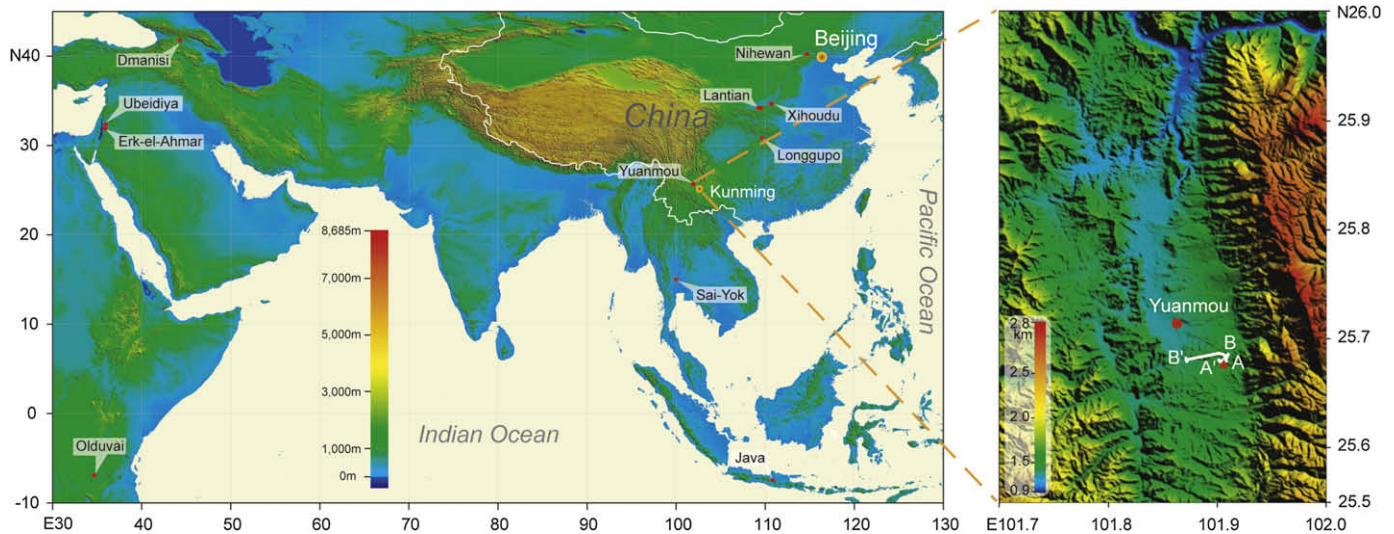 N40
30
20
10
0
-10
E30
40
50
60
70
80
90
100
110
120
130
Dmanisi
Ubeidiya
Erk-el-Ahmar
Olduvai
Nihewan
Beijing
Lantian
China
Xihoudu
Longgupo
Yuanmou
Kunming
Sai-Yok
Java
Indian Ocean
Pacific Ocean
8,685m
7,000m
5,000m
3,000m
1,000m
0m
N26.0
25.9
25.8
25.7
25.6
25.5
E101.7
101.8
101.9
102.0
Yuanmou
B
B'
A'
A
2.8
km
2.5
2.0
1.5
0.9